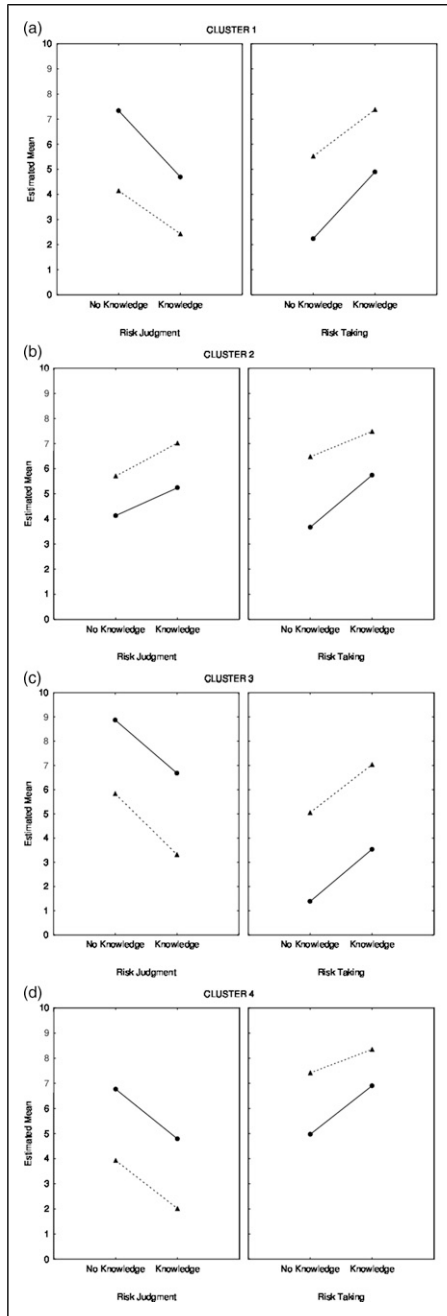 (a)
CLUSTER 1
10
9
8
7
6
5
4
3
2
1
0
Estimated Mean
No Knowledge Knowledge
No Knowledge Knowledge
Risk Judgment
Risk Taking
(b)
CLUSTER 2
10
9
8
7
6
5
4
3
2
1
0
Estimated Mean
No Knowledge Knowledge
No Knowledge Knowledge
Risk Judgment
Risk Taking
(c)
CLUSTER 3
10
9
8
7
6
5
4
3
2
1
0
Estimated Mean
No Knowledge Knowledge
No Knowledge Knowledge
Risk Judgment
Risk Taking
(d)
CLUSTER 4
10
9
8
7
6
5
4
3
2
1
0
Estimated Mean
No Knowledge Knowledge
No Knowledge Knowledge
Risk Judgment
Risk Taking